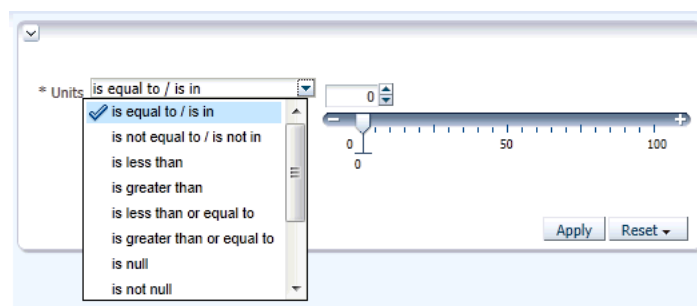 * Units is equal to / is in 0
is equal to / is in
is not equal to / is not in
is less than
is greater than
is less than or equal to
is greater than or equal to
is null
is not null
0 50 100
0
Apply Reset